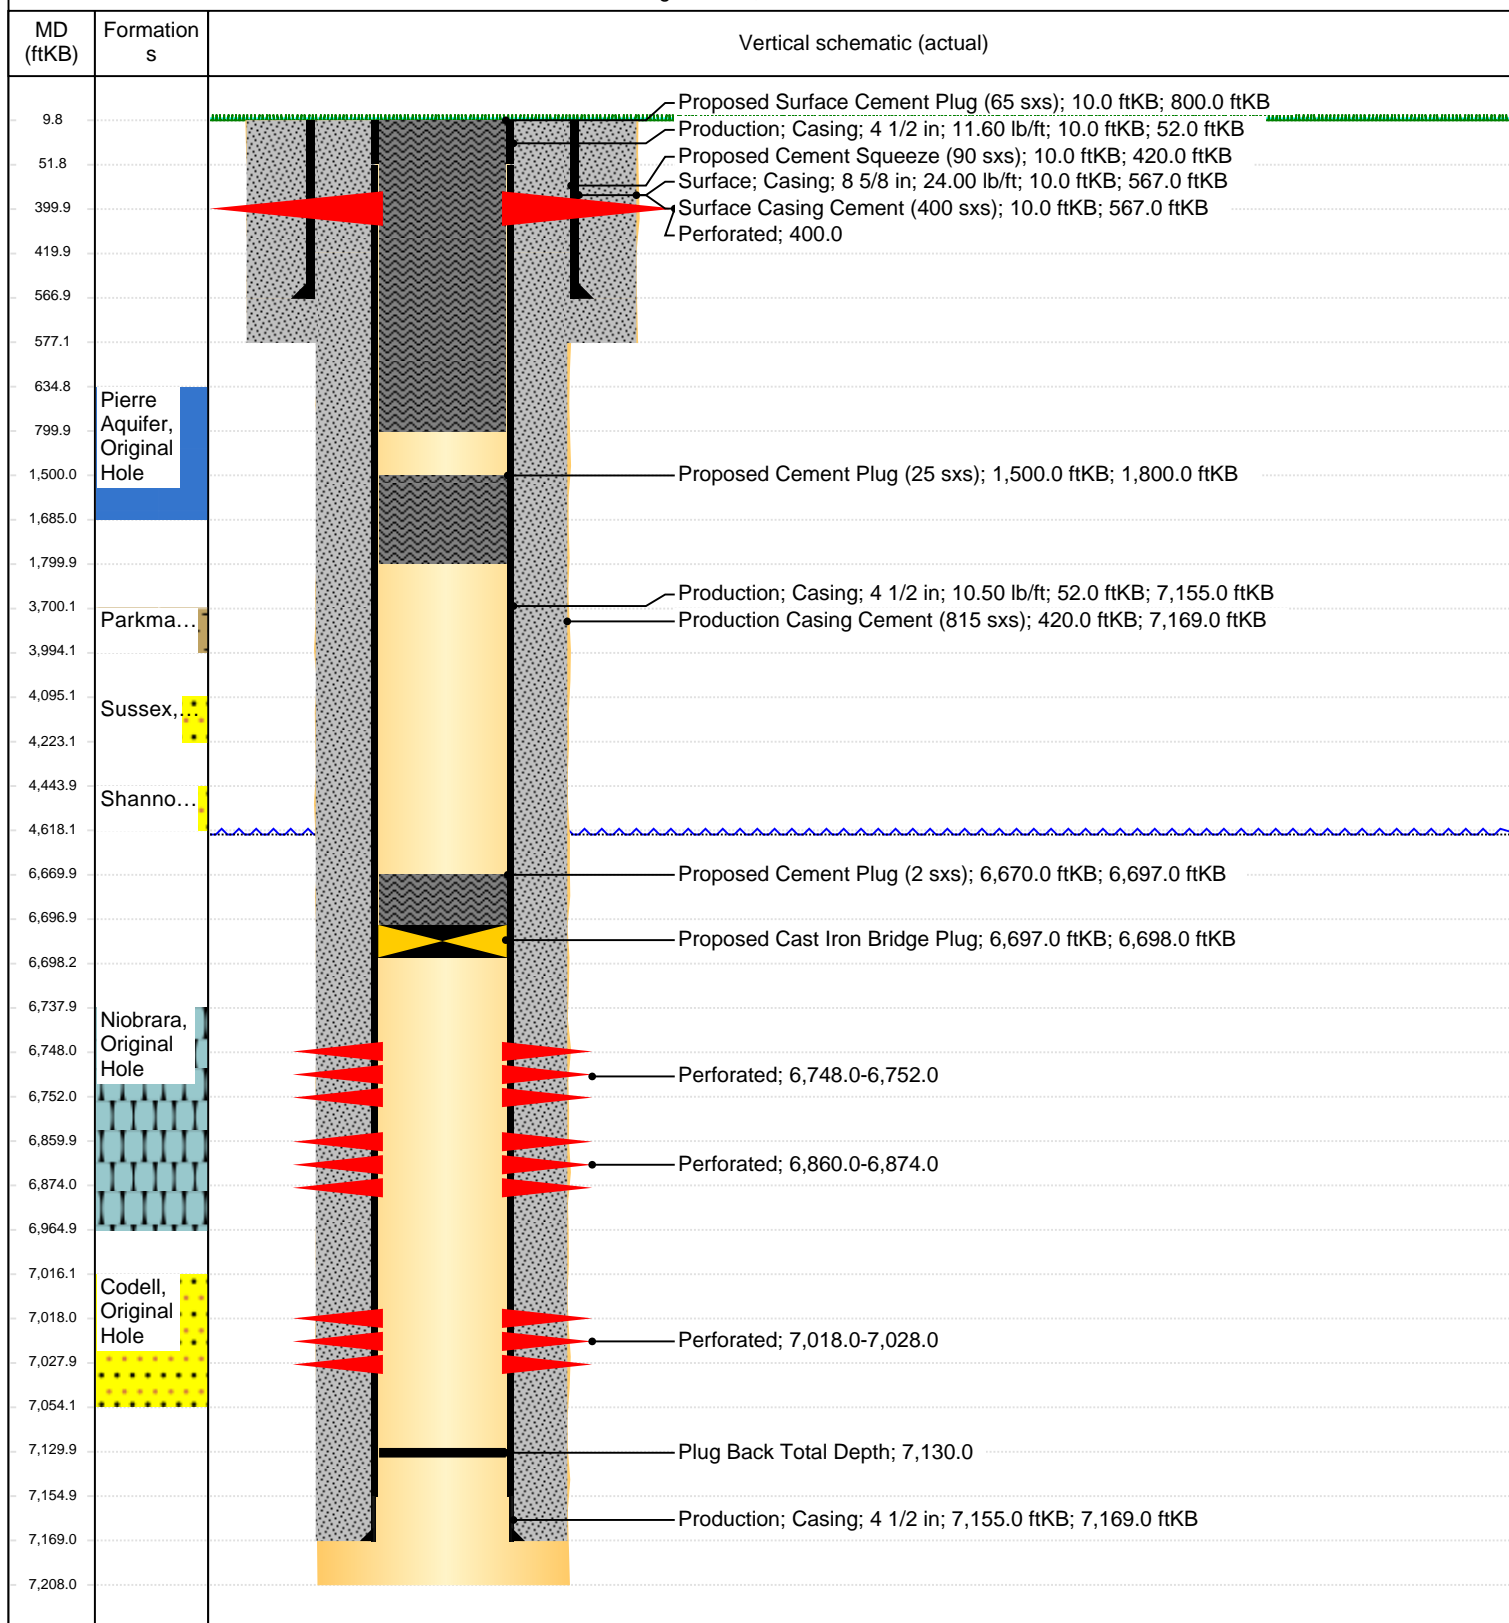 MD
(ftKB)
Formation
s
Vertical schematic (actual)
9.8
51.8
399.9
419.9
566.9
577.1
634.8
799.9
1,500.0
1,685.0
1,799.9
3,700.1
3,994.1
4,095.1
4,223.1
4,443.9
4,618.1
6,669.9
6,696.9
6,698.2
6,737.9
6,748.0
6,752.0
6,859.9
6,874.0
6,964.9
7,016.1
7,018.0
7,027.9
7,054.1
7,129.9
7,154.9
7,169.0
7,208.0
Pierre
Aquifer,
Original
Hole
Parkma…
Sussex,…
Shanno…
Niobrara,
Original
Hole
Codell,
Original
Hole
Proposed Surface Cement Plug (65 sxs); 10.0 ftKB; 800.0 ftKB
Production; Casing; 4 1/2 in; 11.60 lb/ft; 10.0 ftKB; 52.0 ftKB
Proposed Cement Squeeze (90 sxs); 10.0 ftKB; 420.0 ftKB
Surface; Casing; 8 5/8 in; 24.00 lb/ft; 10.0 ftKB; 567.0 ftKB
Surface Casing Cement (400 sxs); 10.0 ftKB; 567.0 ftKB
Perforated; 400.0
Proposed Cement Plug (25 sxs); 1,500.0 ftKB; 1,800.0 ftKB
Production; Casing; 4 1/2 in; 10.50 lb/ft; 52.0 ftKB; 7,155.0 ftKB
Production Casing Cement (815 sxs); 420.0 ftKB; 7,169.0 ftKB
Proposed Cement Plug (2 sxs); 6,670.0 ftKB; 6,697.0 ftKB
Proposed Cast Iron Bridge Plug; 6,697.0 ftKB; 6,698.0 ftKB
Perforated; 6,748.0-6,752.0
Perforated; 6,860.0-6,874.0
Perforated; 7,018.0-7,028.0
Plug Back Total Depth; 7,130.0
Production; Casing; 4 1/2 in; 7,155.0 ftKB; 7,169.0 ftKB